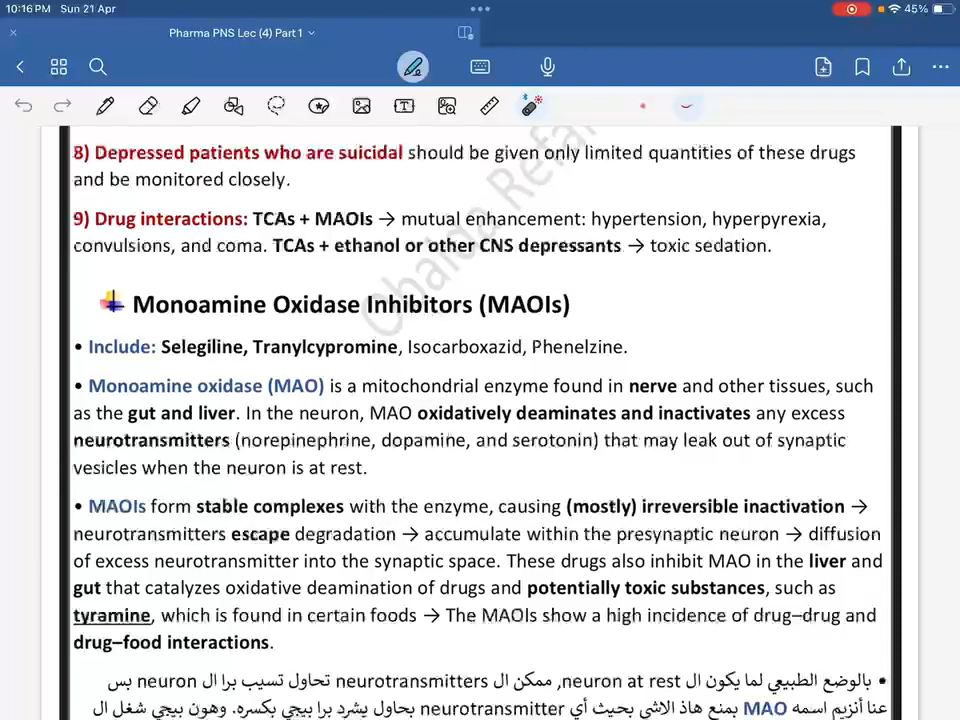 10:16 PM Sun 21 Apr
45%
Pharma PNS Lec (4) Part 1
8) Depressed patients who are suicidal should be given only limited quantities of these drugs
and be monitored closely.
9) Drug interactions: TCAs + MAOIs → mutual enhancement: hypertension, hyperpyrexia,
convulsions, and coma. TCAs + ethanol or other CNS depressants → toxic sedation.
Monoamine Oxidase Inhibitors (MAOIs)
• Include: Selegiline, Tranylcypromine, Isocarboxazid, Phenelzine.
• Monoamine oxidase (MAO) is a mitochondrial enzyme found in nerve and other tissues, such
as the gut and liver. In the neuron, MAO oxidatively deaminates and inactivates any excess
neurotransmitters (norepinephrine, dopamine, and serotonin) that may leak out of synaptic
vesicles when the neuron is at rest.
• MAOIs form stable complexes with the enzyme, causing (mostly) irreversible inactivation →
neurotransmitters escape degradation → accumulate within the presynaptic neuron → diffusion
of excess neurotransmitter into the synaptic space. These drugs also inhibit MAO in the liver and
gut that catalyzes oxidative deamination of drugs and potentially toxic substances, such as
tyramine, which is found in certain foods → The MAOIs show a high incidence of drug–drug and
drug–food interactions.
• بالوضع الطبيعي لما يكون ال neuron at rest, ممكن ال neurotransmitters تحاول تسيب برا ال neuron بس
عنا أنزيم اسمه MAO بمنع هاذ الاشي بحيث أي neurotransmitter بحاول يشرد برا بيجي بكسره. وهون بيجي شغل ال